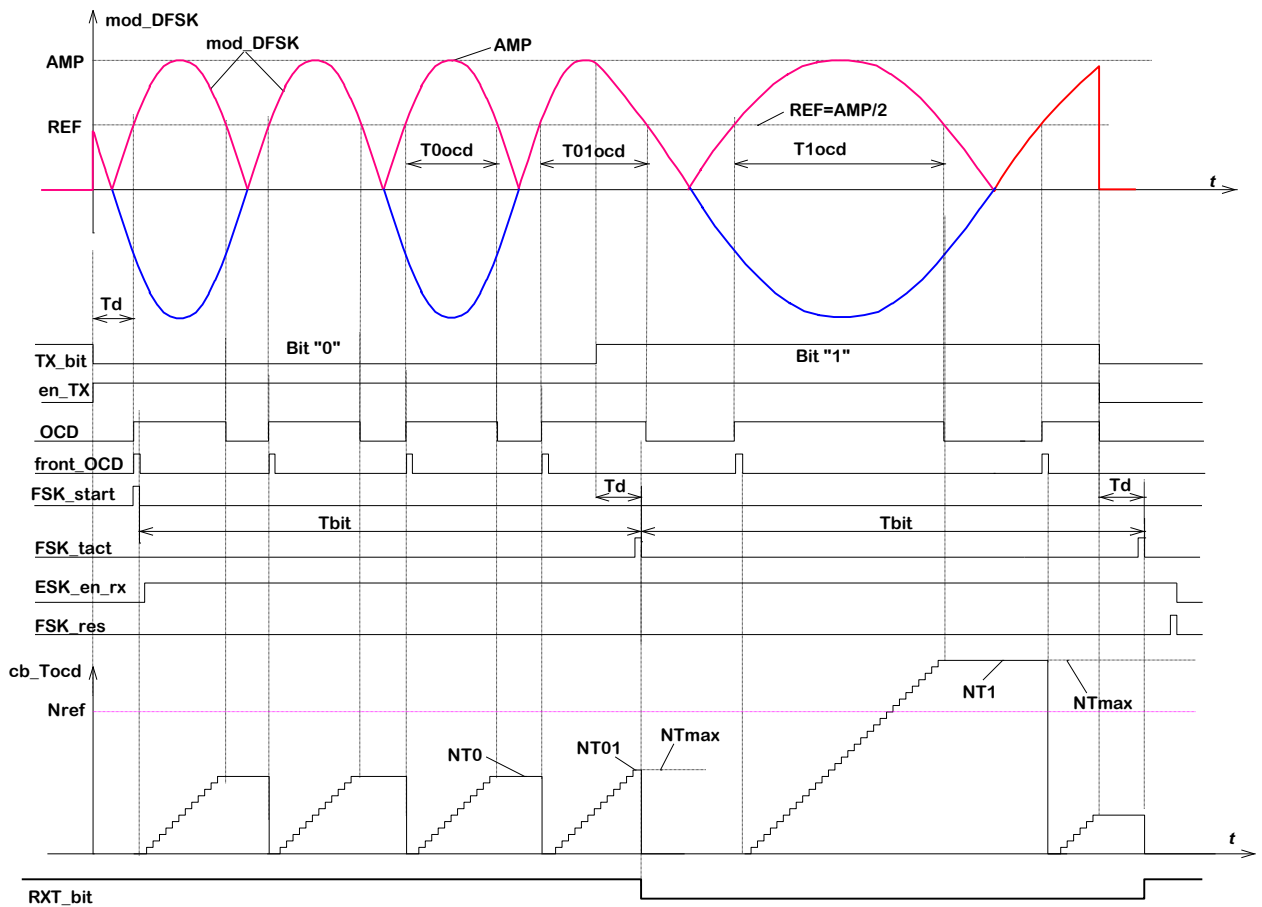 mod_DFSK
mod_DFSK
AMP
AMP
REF
REF=AMP/2
T0ocd
T01ocd
T1ocd
t
Td
Bit "0"
Bit "1"
TX_bit
en_TX
OCD
front_OCD
Td
Td
FSK_start
Tbit
Tbit
FSK_tact
ESK_en_rx
FSK_res
cb_Tocd
Nref
NT0
NT01
NTmax
NT1
NTmax
t
RXT_bit